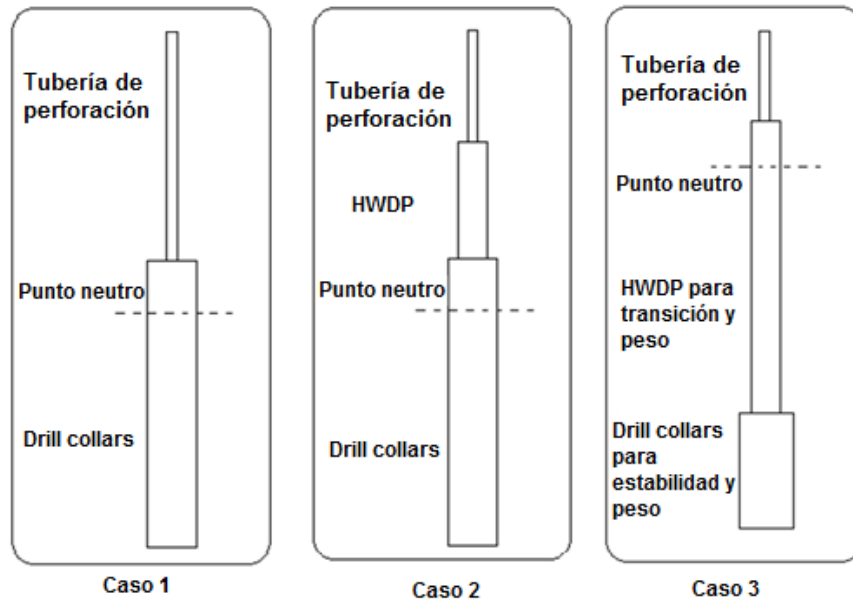 Tubería de
perforación
Punto neutro
Drill collars
Caso 1
Tubería de
perforación
HWDP
Punto neutro
Drill collars
Caso 2
Tubería de
perforación
Punto neutro
HWDP para
transición y
peso
Drill collars
para
estabilidad y
peso
Caso 3